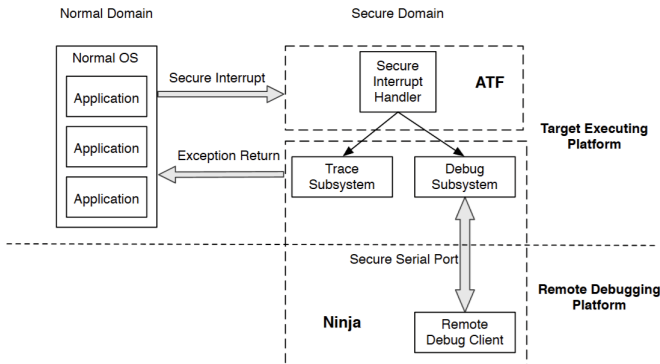 Normal Domain
Secure Domain
Normal OS
Application
Application
Application
Secure Interrupt
Exception Return
Secure
Interrupt
Handler
ATF
Trace
Subsystem
Debug
Subsystem
Target Executing
Platform
Secure Serial Port
Ninja
Remote
Debug Client
Remote Debugging
Platform